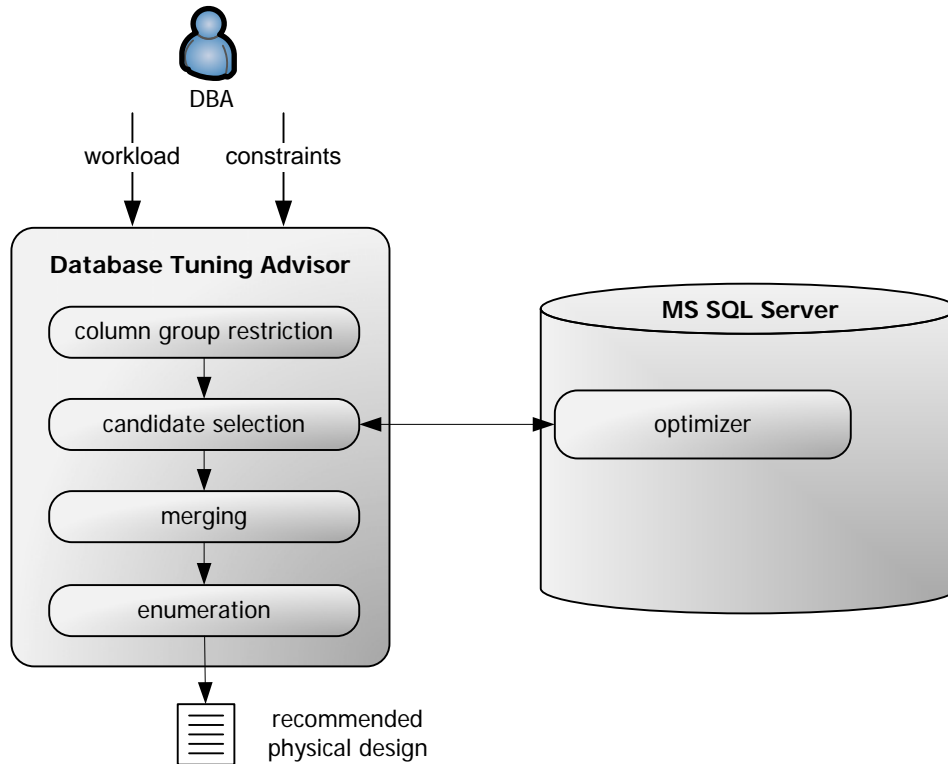 DBA
workload
constraints
Database Tuning Advisor
column group restriction
candidate selection
merging
enumeration
MS SQL Server
optimizer
recommended
physical design